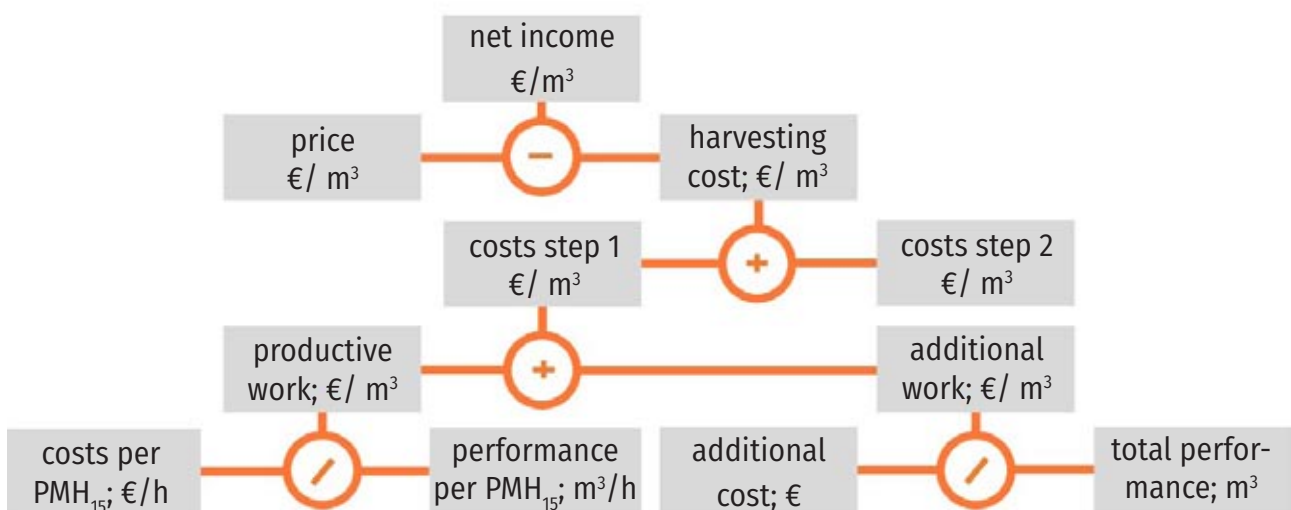 net income
€/m³
price
€/ m³
−
harvesting
cost; €/ m³
costs step 1
€/ m³
+
costs step 2
€/ m³
productive
work; €/ m³
+
additional
work; €/ m³
costs per
PMH₁₅; €/h
/
performance
per PMH₁₅; m³/h
additional
cost; €
/
total perfor-
mance; m³